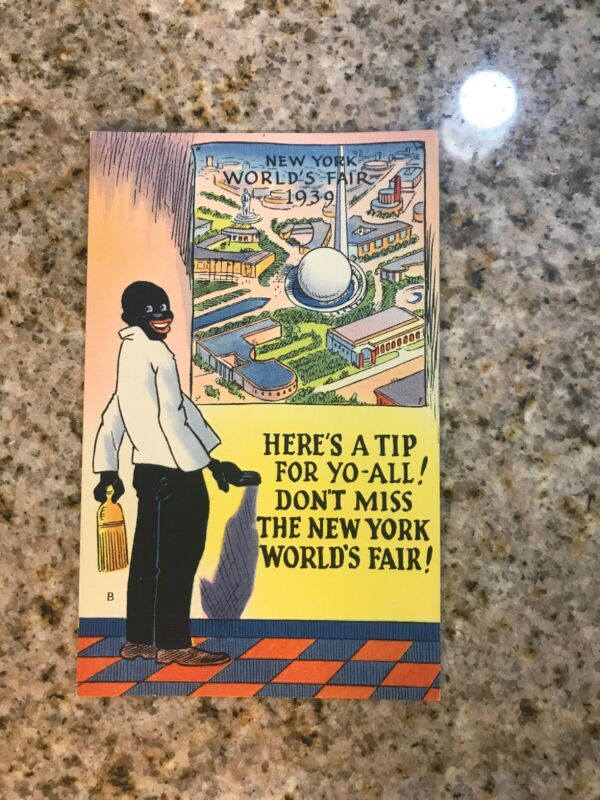 NEW YORK
WORLD'S FAIR
1939
HERE'S A TIP
FOR YO-ALL!
DON'T MISS
THE NEW YORK
WORLD'S FAIR!
B